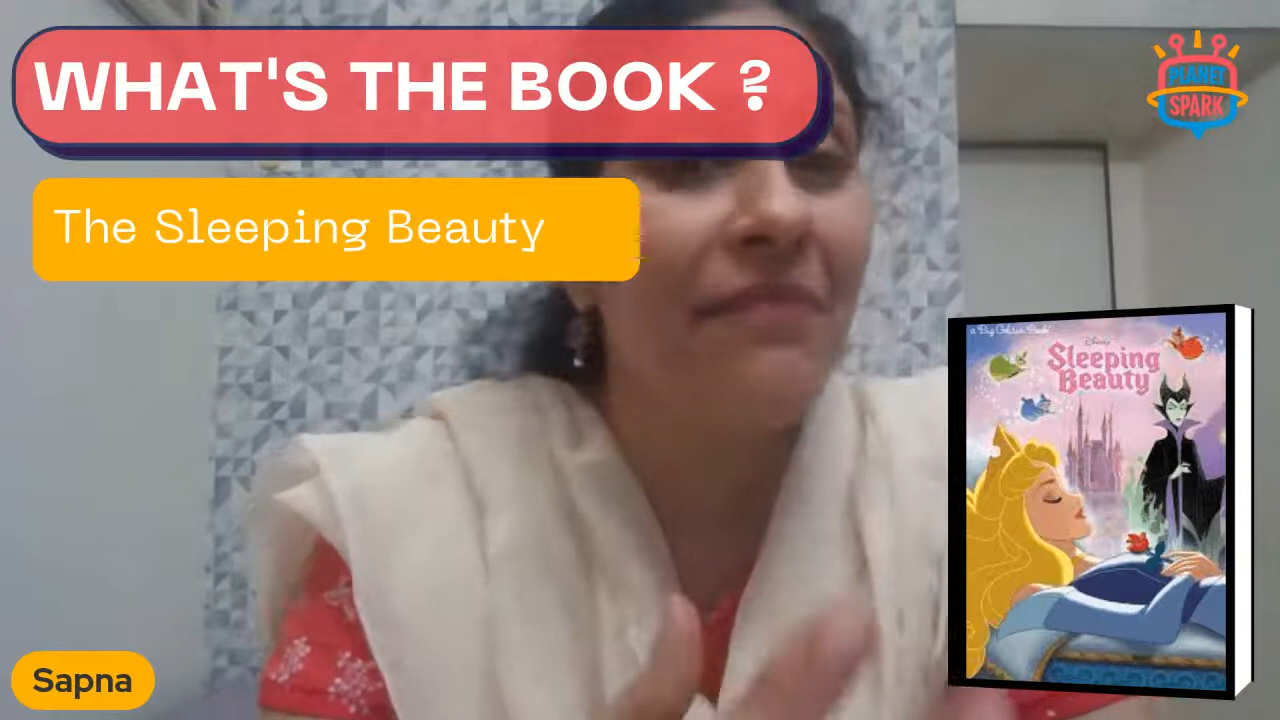 WHAT'S THE BOOK ?
PLANET
SPARK
The Sleeping Beauty
a Big Golden Book
Disney
Sleeping
Beauty
Sapna